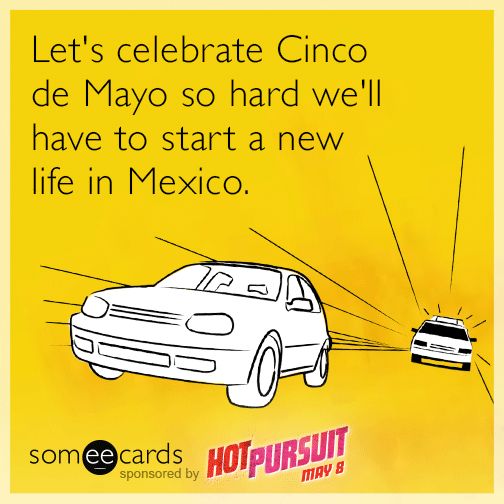 Let's celebrate Cinco
de Mayo so hard we'll
have to start a new
life in Mexico.
someecards
sponsored by
HOT PURSUIT
MAY 8